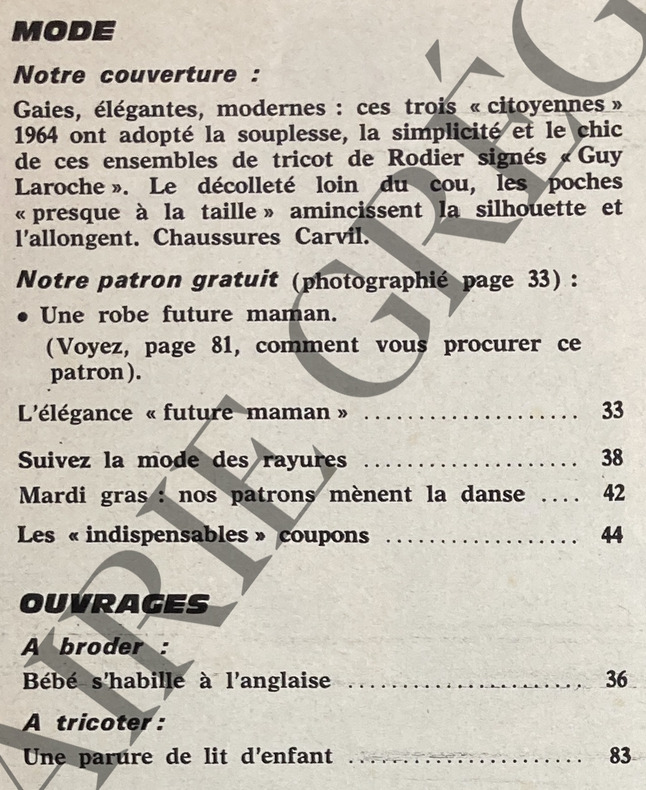 MODE
Notre couverture :
Gaies, élégantes, modernes : ces trois « citoyennes »
1964 ont adopté la souplesse, la simplicité et le chic
de ces ensembles de tricot de Rodier signés « Guy
Laroche ». Le décolleté loin du cou, les poches
« presque à la taille » amincissent la silhouette et
l'allongent. Chaussures Carvil.
Notre patron gratuit (photographié page 33) :
• Une robe future maman.
(Voyez, page 81, comment vous procurer ce
patron).
L'élégance « future maman » .................... 33
Suivez la mode des rayures .................... 38
Mardi gras : nos patrons mènent la danse .... 42
Les « indispensables » coupons .................. 44
OUVRAGES
A broder :
Bébé s'habille à l'anglaise ...................... 36
A tricoter :
Une parure de lit d'enfant ...................... 83
AIRIE GRÉG